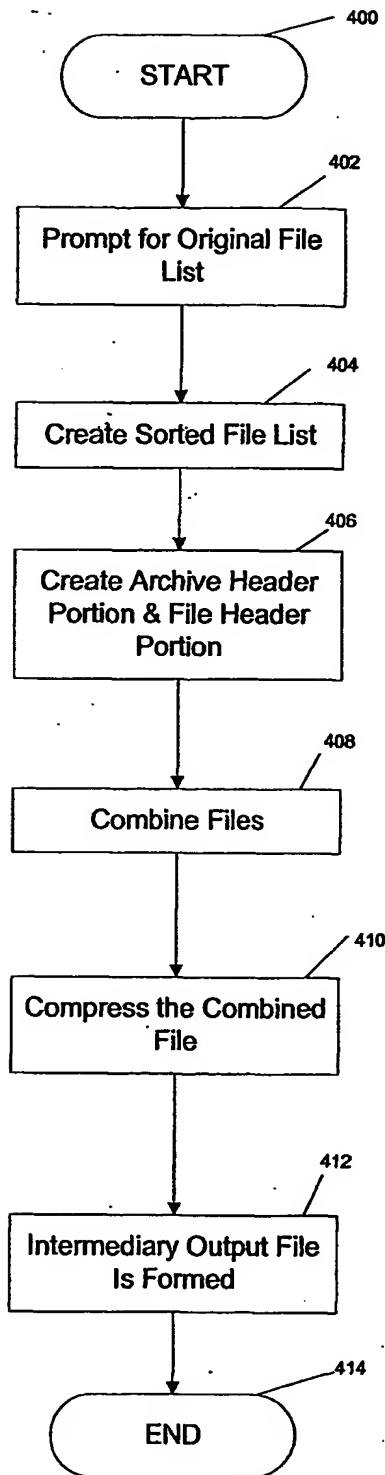 400
START
402
Prompt for Original File
List
404
Create Sorted File List
406
Create Archive Header
Portion & File Header
Portion
408
Combine Files
410
Compress the Combined
File
412
Intermediary Output File
Is Formed
414
END